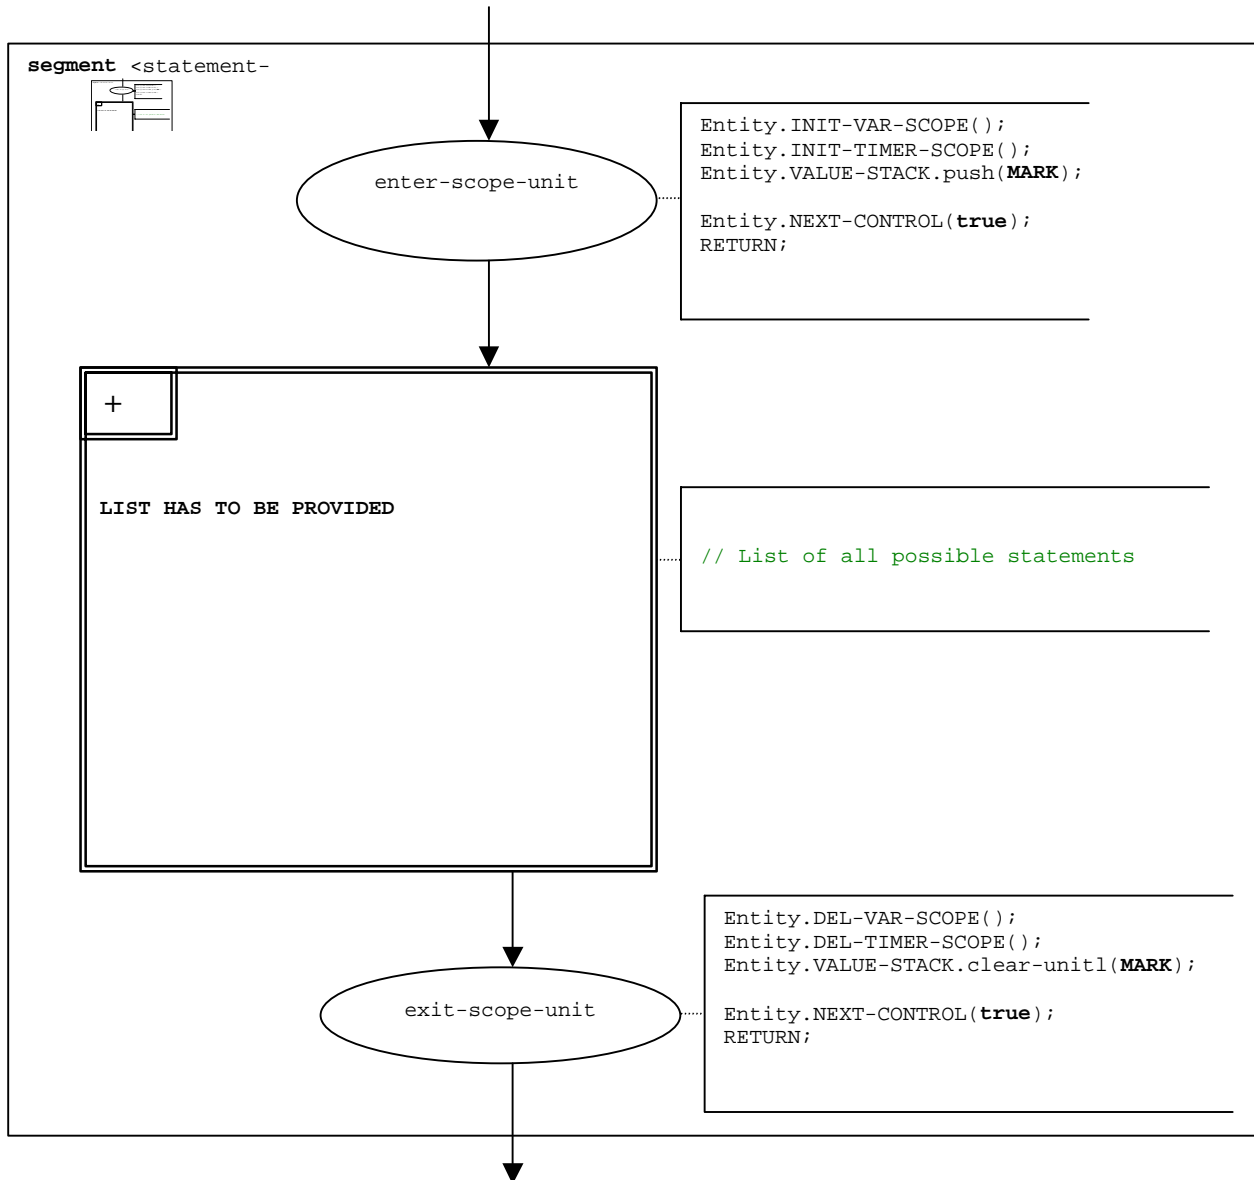 segment <statement-
Entity.INIT-VAR-SCOPE();
Entity.INIT-TIMER-SCOPE();
Entity.VALUE-STACK.push(MARK);
Entity.NEXT-CONTROL(true);
RETURN;
enter-scope-unit
+
LIST HAS TO BE PROVIDED
// List of all possible statements
Entity.DEL-VAR-SCOPE();
Entity.DEL-TIMER-SCOPE();
Entity.VALUE-STACK.clear-unitl(MARK);
Entity.NEXT-CONTROL(true);
RETURN;
exit-scope-unit